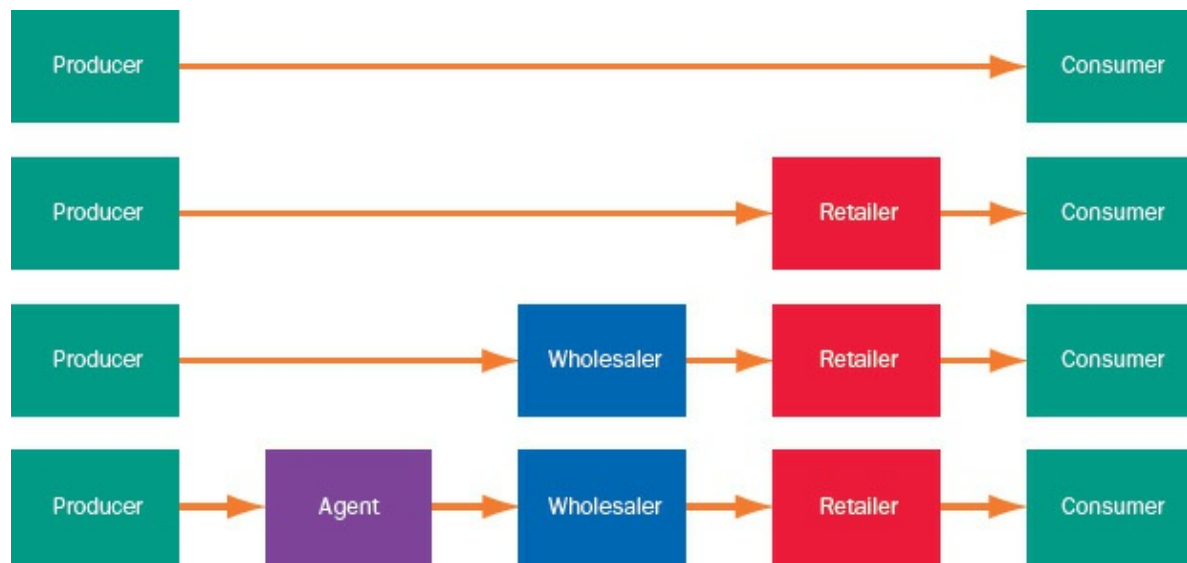 Producer Consumer
Producer Retailer Consumer
Producer Wholesaler Retailer Consumer
Producer Agent Wholesaler Retailer Consumer